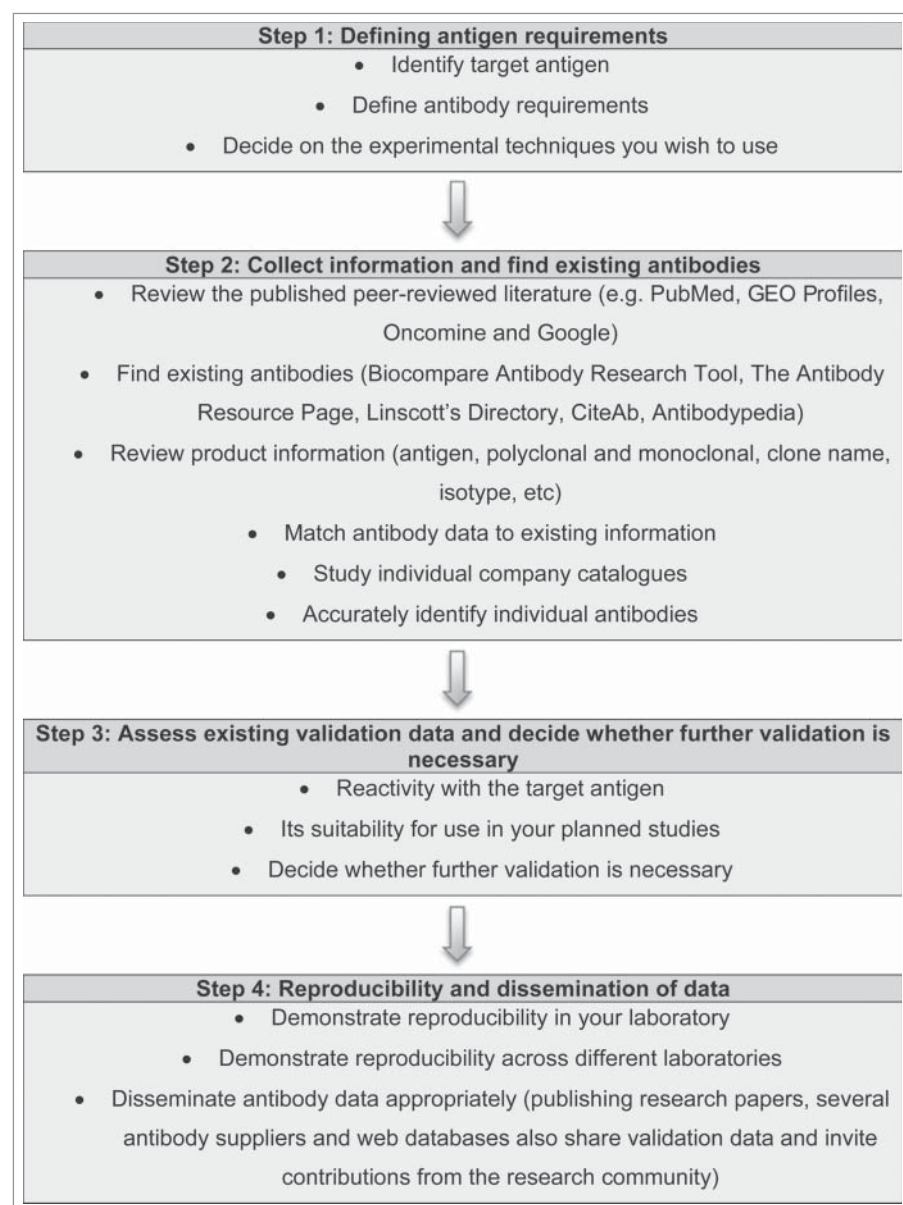 Step 1: Defining antigen requirements
• Identify target antigen
• Define antibody requirements
• Decide on the experimental techniques you wish to use
Step 2: Collect information and find existing antibodies
• Review the published peer-reviewed literature (e.g. PubMed, GEO Profiles,
Oncomine and Google)
• Find existing antibodies (Biocompare Antibody Research Tool, The Antibody
Resource Page, Linscott's Directory, CiteAb, Antibodypedia)
• Review product information (antigen, polyclonal and monoclonal, clone name,
isotype, etc)
• Match antibody data to existing information
• Study individual company catalogues
• Accurately identify individual antibodies
Step 3: Assess existing validation data and decide whether further validation is
necessary
• Reactivity with the target antigen
• Its suitability for use in your planned studies
• Decide whether further validation is necessary
Step 4: Reproducibility and dissemination of data
• Demonstrate reproducibility in your laboratory
• Demonstrate reproducibility across different laboratories
• Disseminate antibody data appropriately (publishing research papers, several
antibody suppliers and web databases also share validation data and invite
contributions from the research community)